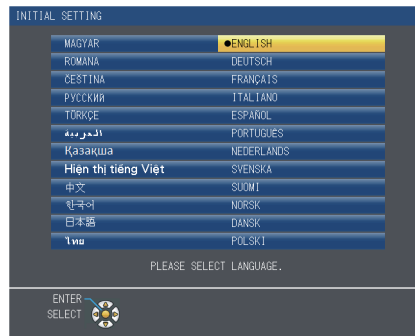 INITIAL SETTING
MAGYAR ●ENGLISH
ROMANA DEUTSCH
ČEŠTINA FRANÇAIS
РУССКИЙ ITALIANO
TÜRKÇE ESPAÑOL
العربية PORTUGUÊS
Қазақша NEDERLANDS
Hiện thị tiếng Việt SVENSKA
中文 SUOMI
한국어 NORSK
日本語 DANSK
ไทย POLSKI
PLEASE SELECT LANGUAGE.
ENTER
SELECT